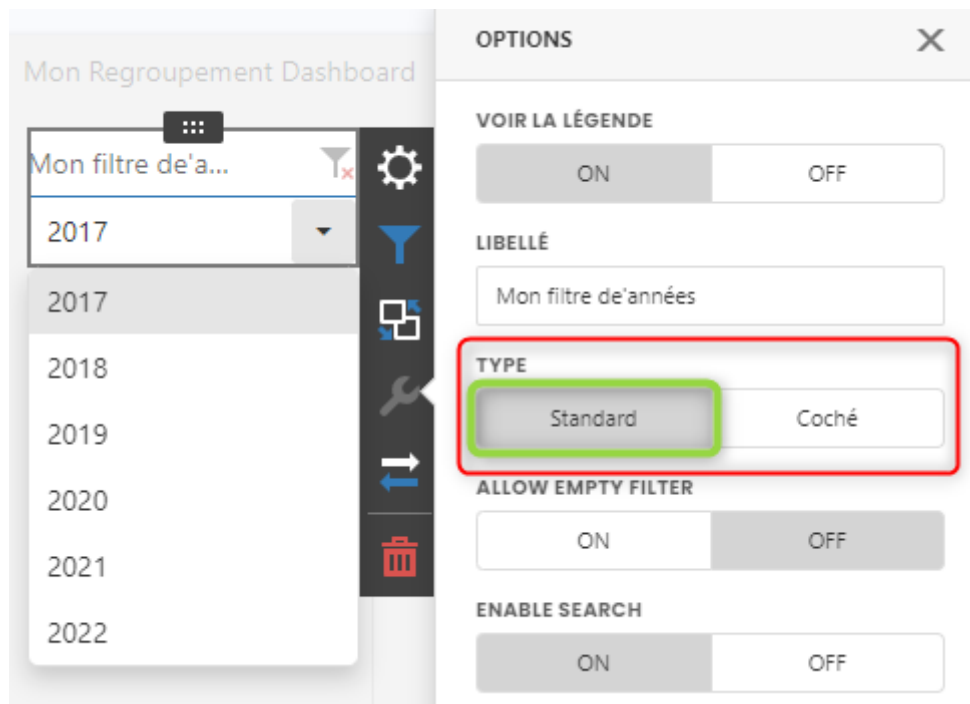 Mon Regroupement Dashboard
Mon filtre de'a...
2017
2017
2018
2019
2020
2021
2022
OPTIONS
VOIR LA LÉGENDE
ON OFF
LIBELLÉ
Mon filtre de'années
TYPE
Standard Coché
ALLOW EMPTY FILTER
ON OFF
ENABLE SEARCH
ON OFF